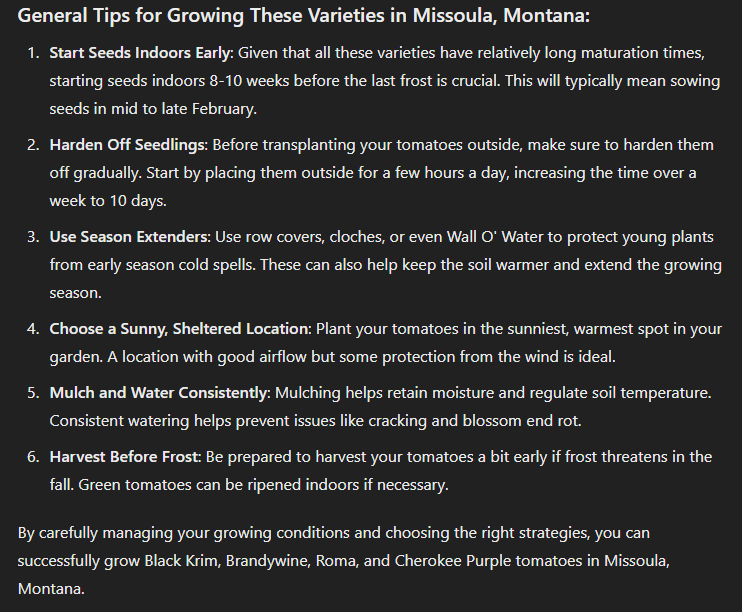 General Tips for Growing These Varieties in Missoula, Montana:
1. Start Seeds Indoors Early: Given that all these varieties have relatively long maturation times,
starting seeds indoors 8-10 weeks before the last frost is crucial. This will typically mean sowing
seeds in mid to late February.
2. Harden Off Seedlings: Before transplanting your tomatoes outside, make sure to harden them
off gradually. Start by placing them outside for a few hours a day, increasing the time over a
week to 10 days.
3. Use Season Extenders: Use row covers, cloches, or even Wall O' Water to protect young plants
from early season cold spells. These can also help keep the soil warmer and extend the growing
season.
4. Choose a Sunny, Sheltered Location: Plant your tomatoes in the sunniest, warmest spot in your
garden. A location with good airflow but some protection from the wind is ideal.
5. Mulch and Water Consistently: Mulching helps retain moisture and regulate soil temperature.
Consistent watering helps prevent issues like cracking and blossom end rot.
6. Harvest Before Frost: Be prepared to harvest your tomatoes a bit early if frost threatens in the
fall. Green tomatoes can be ripened indoors if necessary.
By carefully managing your growing conditions and choosing the right strategies, you can
successfully grow Black Krim, Brandywine, Roma, and Cherokee Purple tomatoes in Missoula,
Montana.